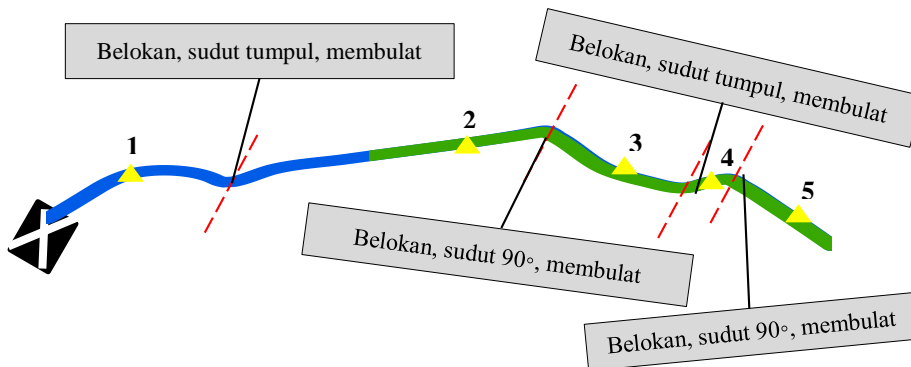 Belokan, sudut tumpul, membulat
Belokan, sudut tumpul, membulat
1
2
3
4
5
Belokan, sudut 90°, membulat
Belokan, sudut 90°, membulat